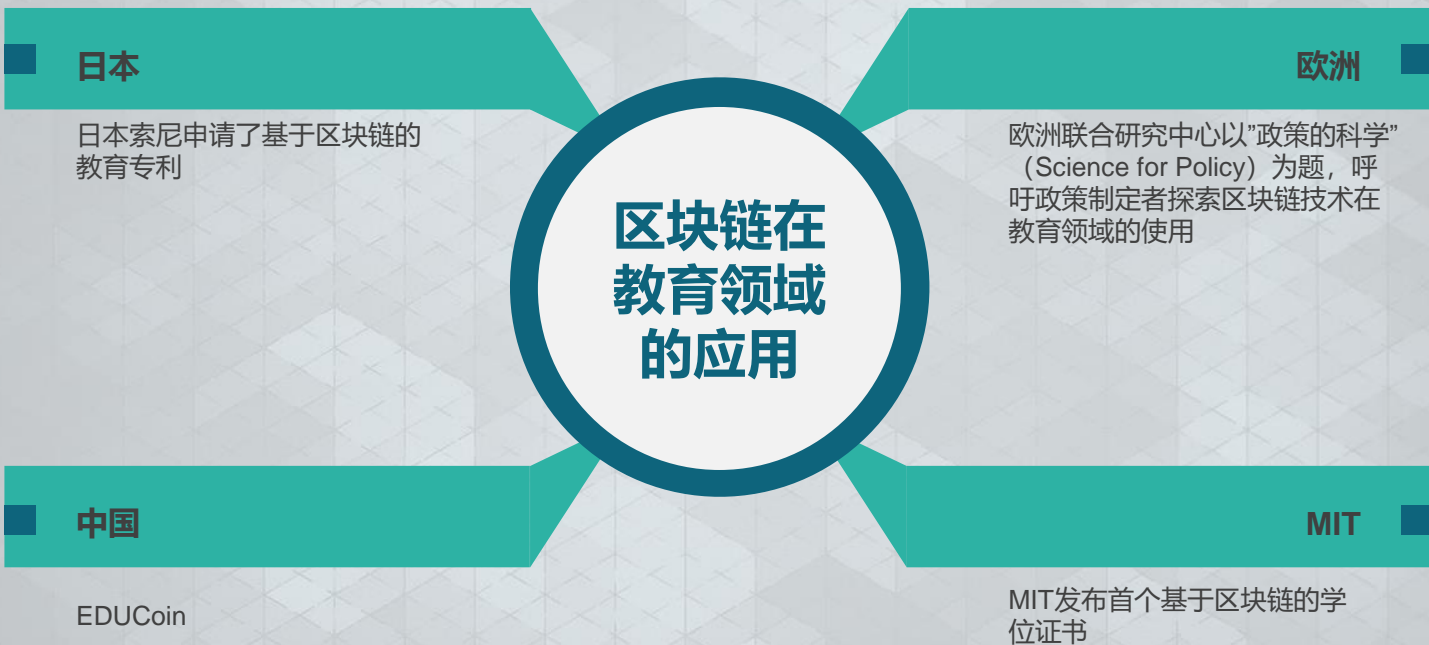 日本
日本索尼申请了基于区块链的
教育专利
欧洲
欧洲联合研究中心以”政策的科学”
（Science for Policy）为题，呼
吁政策制定者探索区块链技术在
教育领域的使用
区块链在
教育领域
的应用
中国
EDUCoin
MIT
MIT发布首个基于区块链的学
位证书